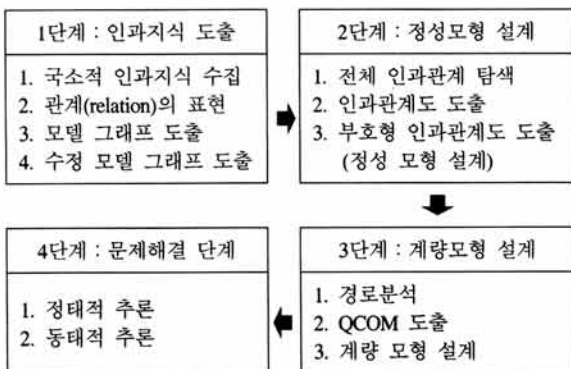 1단계 : 인과지식 도출
1. 국소적 인과지식 수집
2. 관계(relation)의 표현
3. 모델 그래프 도출
4. 수정 모델 그래프 도출
2단계 : 정성모형 설계
1. 전체 인과관계 탐색
2. 인과관계도 도출
3. 부호형 인과관계도 도출
(정성 모형 설계)
3단계 : 계량모형 설계
1. 경로분석
2. QCOM 도출
3. 계량 모형 설계
4단계 : 문제해결 단계
1. 정태적 추론
2. 동태적 추론